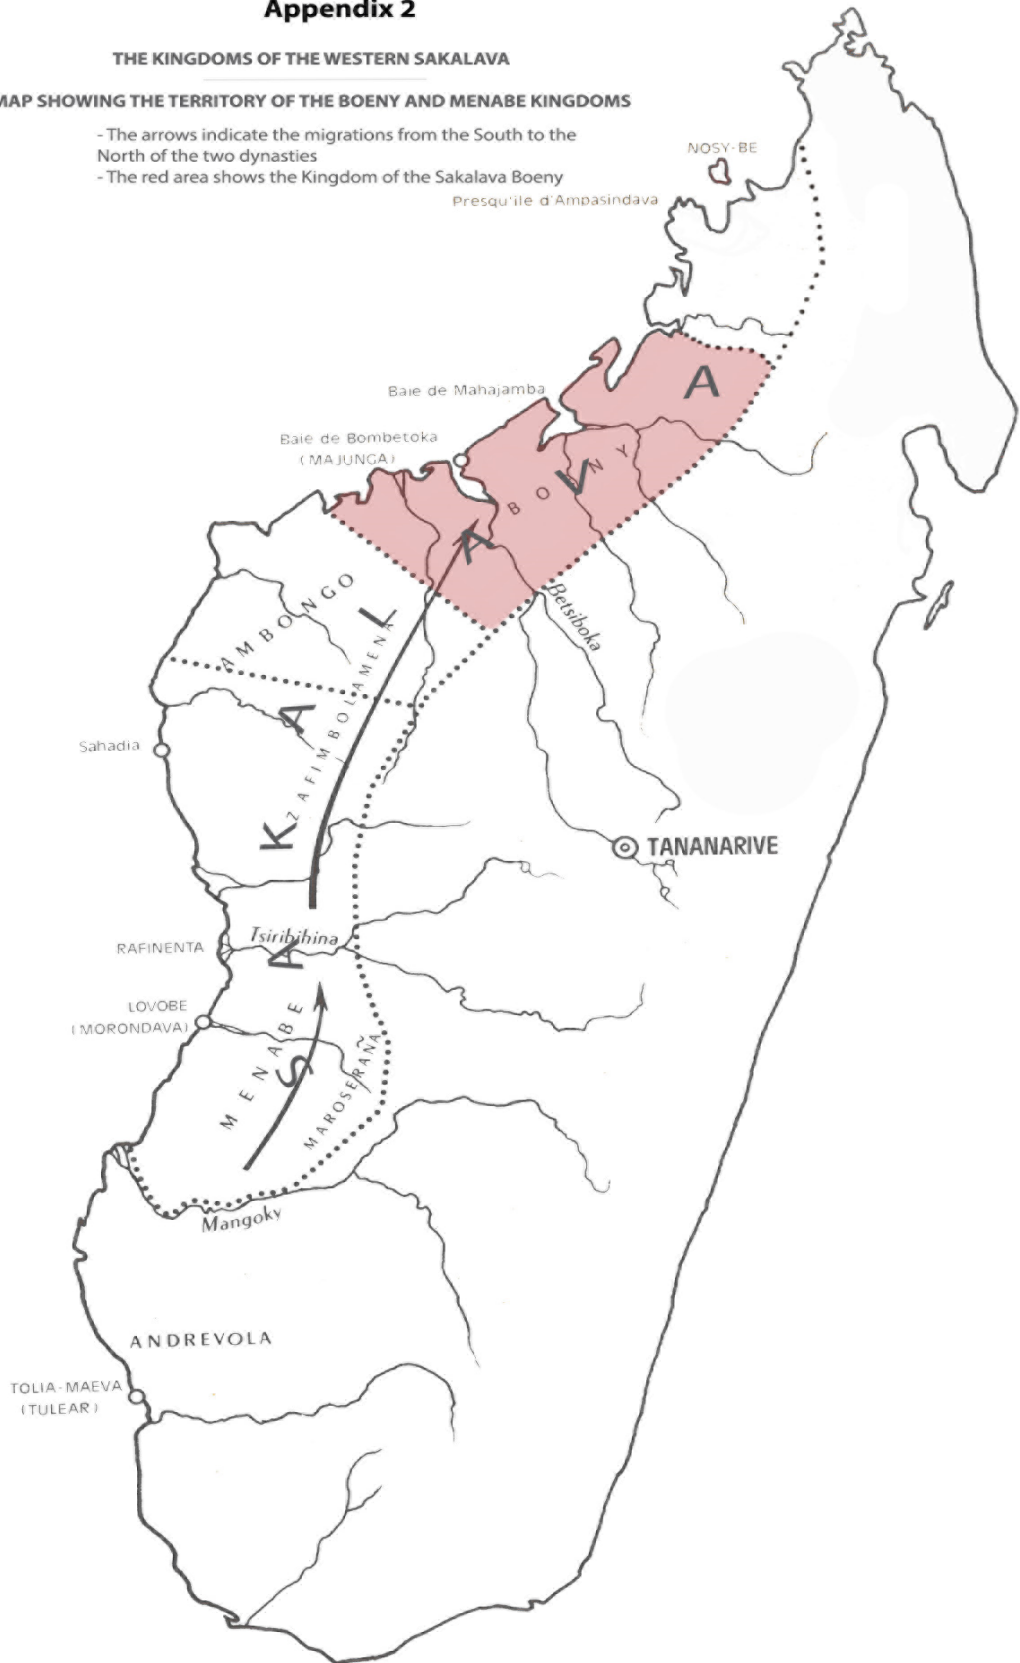 Appendix 2
THE KINGDOMS OF THE WESTERN SAKALAVA
MAP SHOWING THE TERRITORY OF THE BOENY AND MENABE KINGDOMS
- The arrows indicate the migrations from the South to the
North of the two dynasties
- The red area shows the Kingdom of the Sakalava Boeny
NOSY-BE
Presqu'ile d'Ampasindava
Baie de Mahajamba
Baie de Bombetoka
(MAJUNGA)
SAKALAVA
BOENY
Betsiboka
AMBONGO
ZAFIMBOLAMENA
Sahadia
TANANARIVE
Tsiribihina
RAFINENTA
LOVOBE
(MORONDAVA)
MENABE
MAROSERAÑA
Mangoky
ANDREVOLA
TOLIA-MAEVA
(TULEAR)